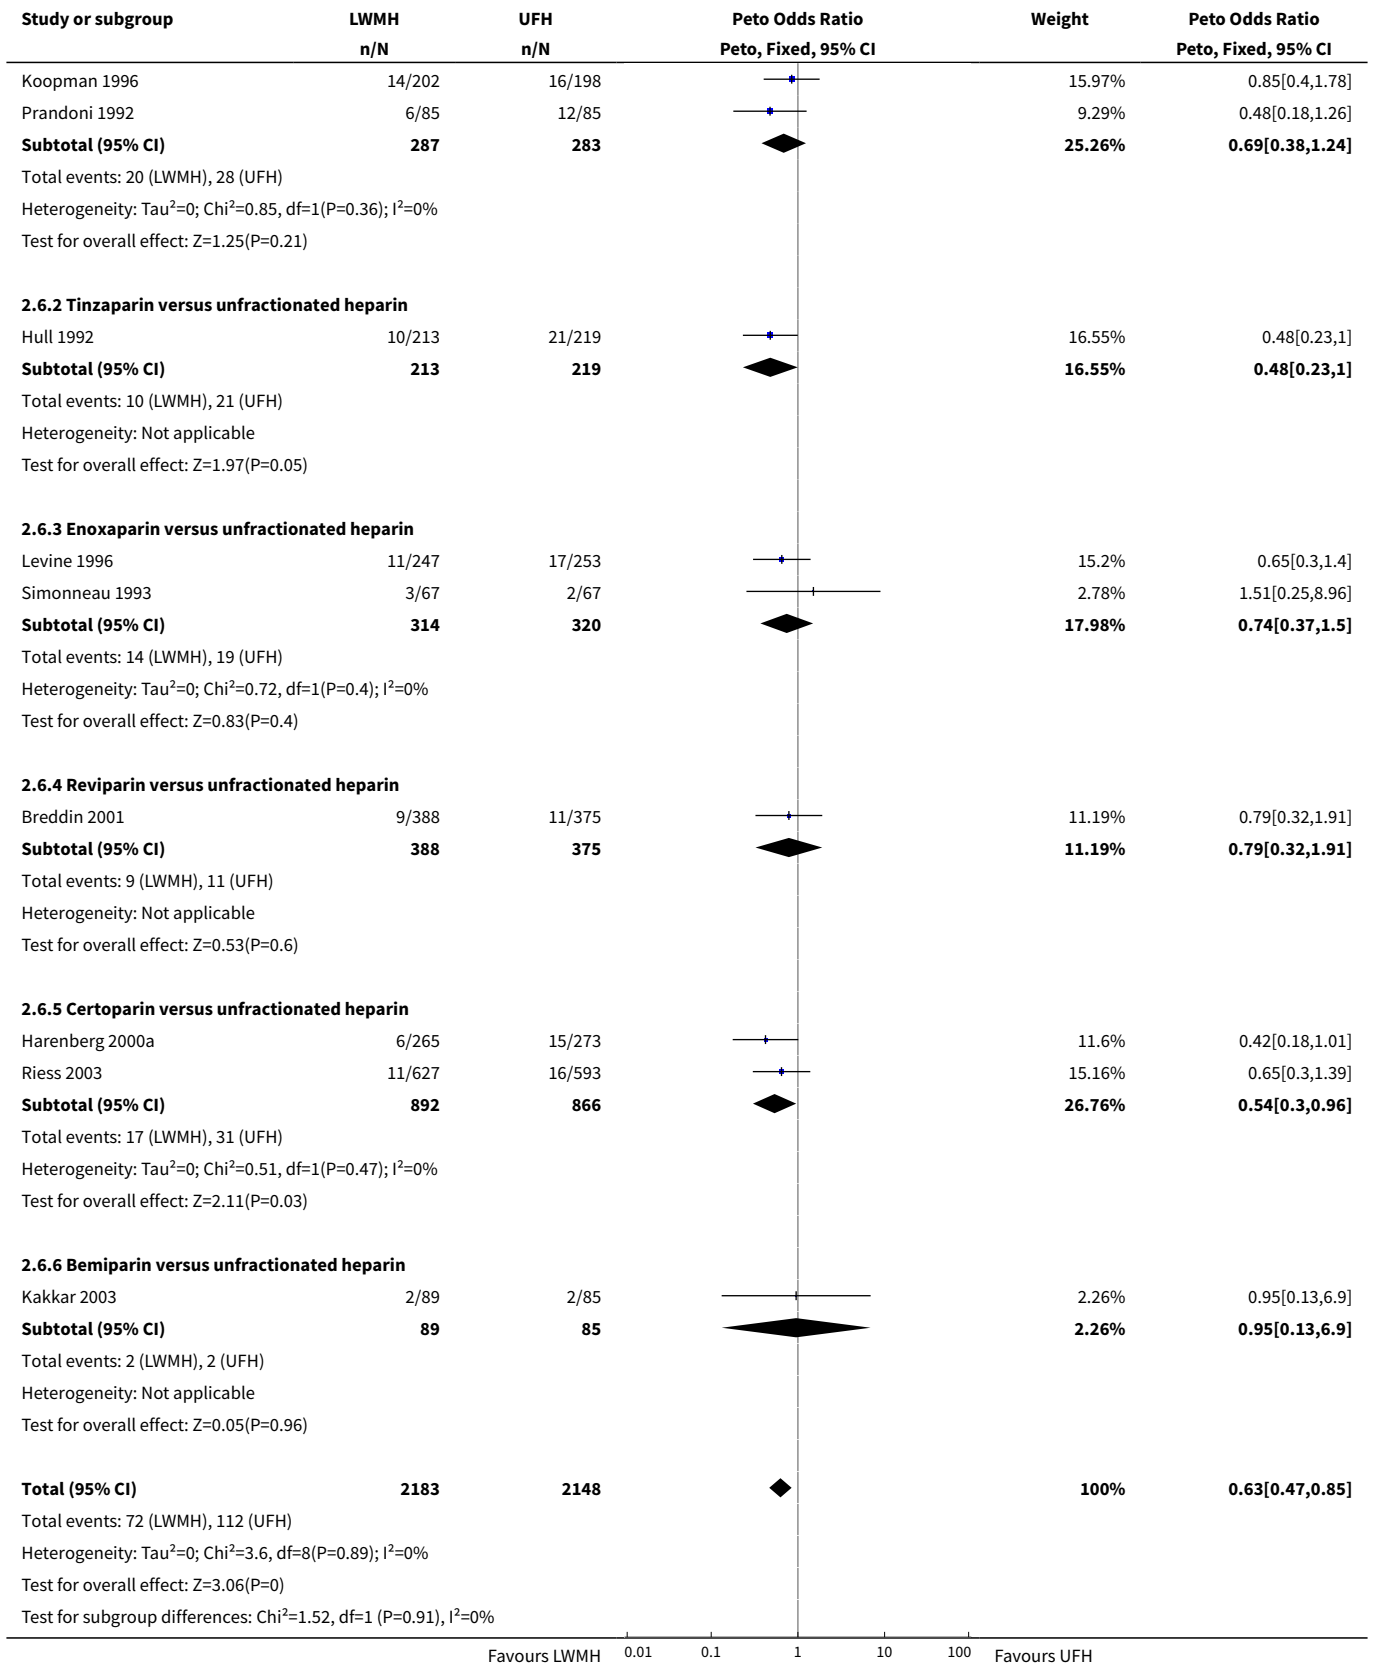 Study or subgroup LWMH UFH Peto Odds Ratio Weight Peto Odds Ratio
n/N n/N Peto, Fixed, 95% CI Peto, Fixed, 95% CI
Koopman 1996 14/202 16/198 15.97% 0.85[0.4,1.78]
Prandoni 1992 6/85 12/85 9.29% 0.48[0.18,1.26]
Subtotal (95% CI) 287 283 25.26% 0.69[0.38,1.24]
Total events: 20 (LWMH), 28 (UFH)
Heterogeneity: Tau²=0; Chi²=0.85, df=1(P=0.36); I²=0%
Test for overall effect: Z=1.25(P=0.21)
2.6.2 Tinzaparin versus unfractionated heparin
Hull 1992 10/213 21/219 16.55% 0.48[0.23,1]
Subtotal (95% CI) 213 219 16.55% 0.48[0.23,1]
Total events: 10 (LWMH), 21 (UFH)
Heterogeneity: Not applicable
Test for overall effect: Z=1.97(P=0.05)
2.6.3 Enoxaparin versus unfractionated heparin
Levine 1996 11/247 17/253 15.2% 0.65[0.3,1.4]
Simonneau 1993 3/67 2/67 2.78% 1.51[0.25,8.96]
Subtotal (95% CI) 314 320 17.98% 0.74[0.37,1.5]
Total events: 14 (LWMH), 19 (UFH)
Heterogeneity: Tau²=0; Chi²=0.72, df=1(P=0.4); I²=0%
Test for overall effect: Z=0.83(P=0.4)
2.6.4 Reviparin versus unfractionated heparin
Breddin 2001 9/388 11/375 11.19% 0.79[0.32,1.91]
Subtotal (95% CI) 388 375 11.19% 0.79[0.32,1.91]
Total events: 9 (LWMH), 11 (UFH)
Heterogeneity: Not applicable
Test for overall effect: Z=0.53(P=0.6)
2.6.5 Certoparin versus unfractionated heparin
Harenberg 2000a 6/265 15/273 11.6% 0.42[0.18,1.01]
Riess 2003 11/627 16/593 15.16% 0.65[0.3,1.39]
Subtotal (95% CI) 892 866 26.76% 0.54[0.3,0.96]
Total events: 17 (LWMH), 31 (UFH)
Heterogeneity: Tau²=0; Chi²=0.51, df=1(P=0.47); I²=0%
Test for overall effect: Z=2.11(P=0.03)
2.6.6 Bemiparin versus unfractionated heparin
Kakkar 2003 2/89 2/85 2.26% 0.95[0.13,6.9]
Subtotal (95% CI) 89 85 2.26% 0.95[0.13,6.9]
Total events: 2 (LWMH), 2 (UFH)
Heterogeneity: Not applicable
Test for overall effect: Z=0.05(P=0.96)
Total (95% CI) 2183 2148 100% 0.63[0.47,0.85]
Total events: 72 (LWMH), 112 (UFH)
Heterogeneity: Tau²=0; Chi²=3.6, df=8(P=0.89); I²=0%
Test for overall effect: Z=3.06(P=0)
Test for subgroup differences: Chi²=1.52, df=1 (P=0.91), I²=0%
Favours LWMH 0.01 0.1 1 10 100 Favours UFH